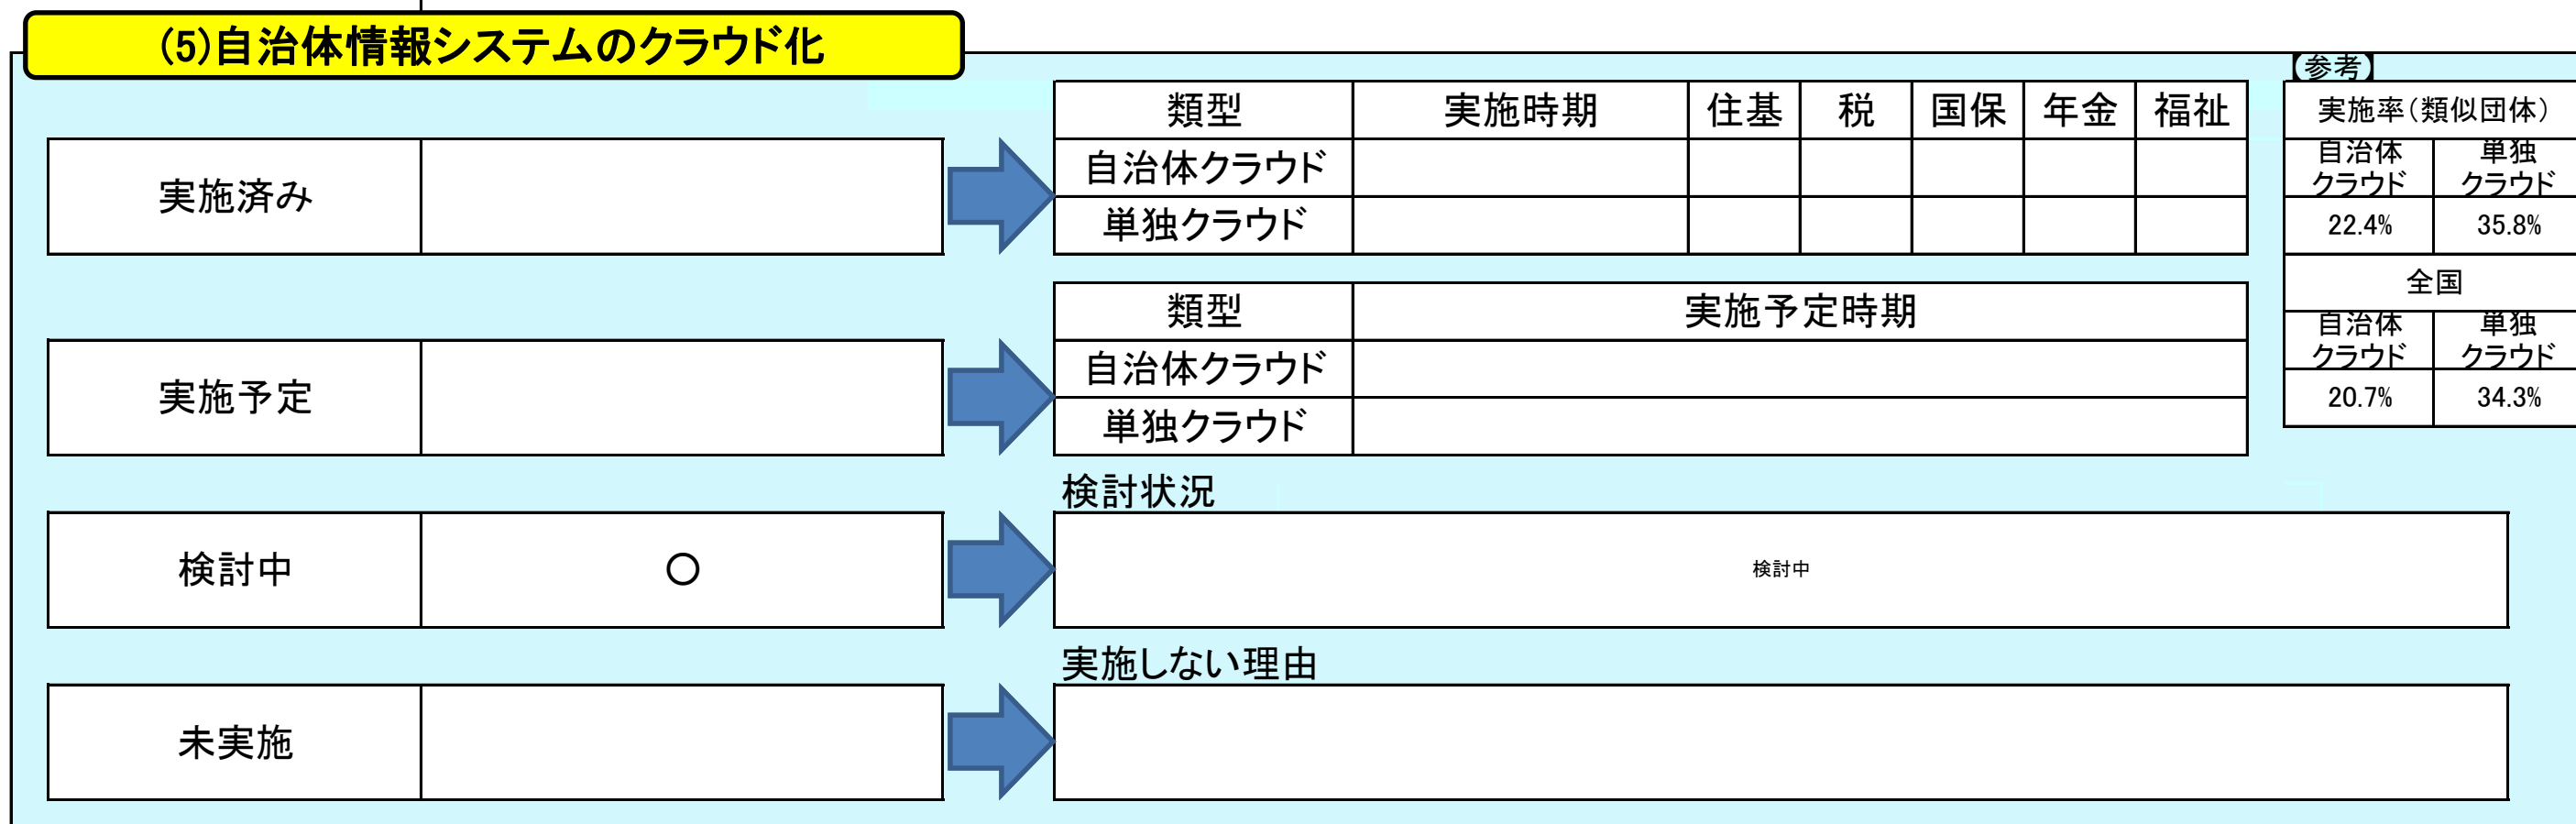 (5)自治体情報システムのクラウド化
【参考】
類型 実施時期 住基 税 国保 年金 福祉
自治体クラウド
単独クラウド
実施済み
実施率(類似団体)
自治体
クラウド
単独
クラウド
22.4% 35.8%
全国
自治体
クラウド
単独
クラウド
20.7% 34.3%
類型 実施予定時期
自治体クラウド
単独クラウド
実施予定
検討状況
検討中 ○ 検討中
実施しない理由
未実施